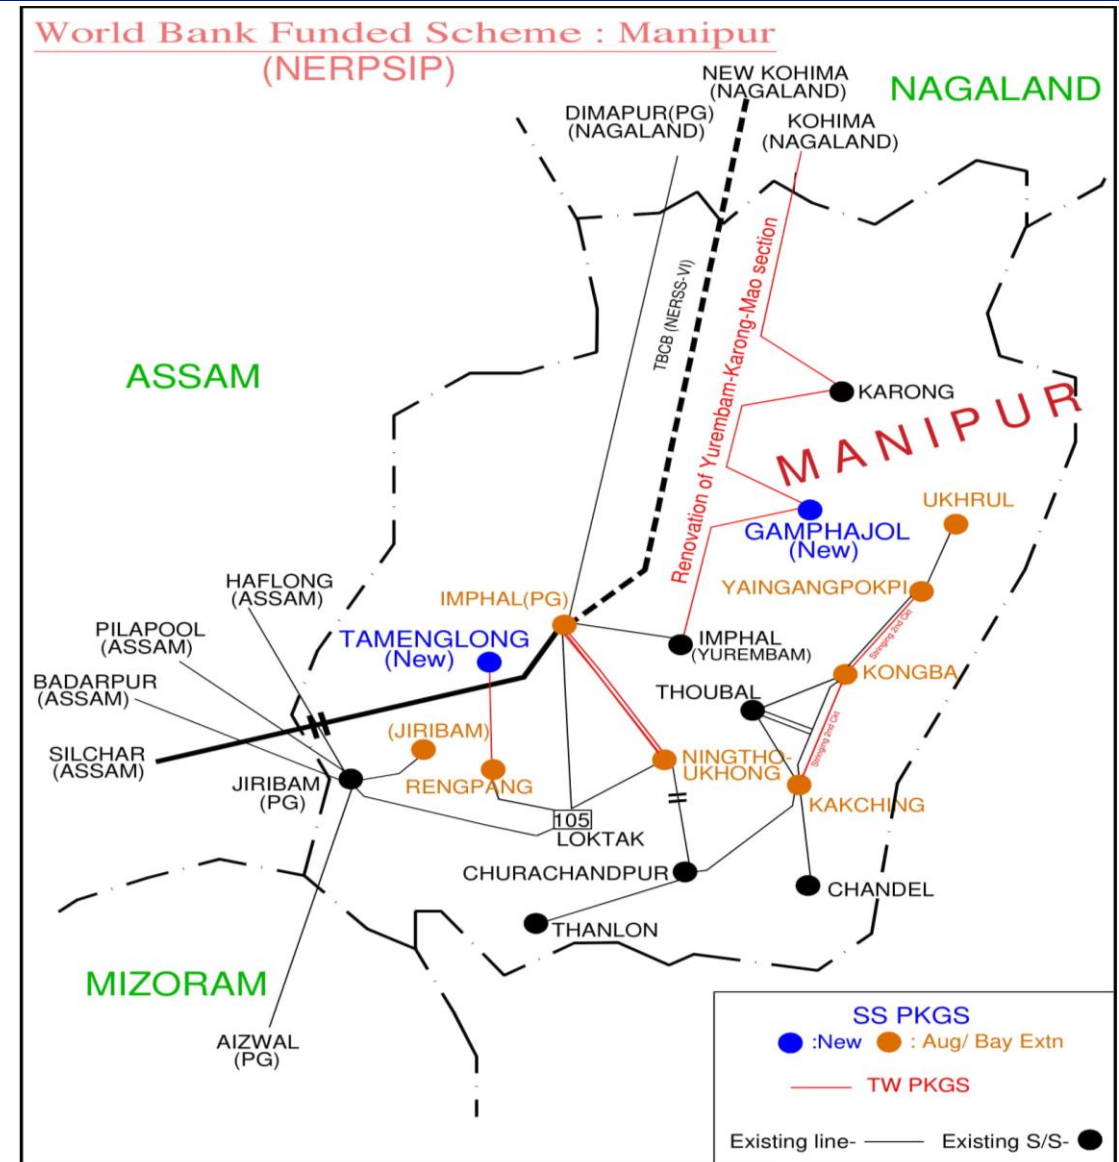 World Bank Funded Scheme : Manipur
(NERPSIP)
NEW KOHIMA
(NAGALAND)
NAGALAND
DIMAPUR(PG)
(NAGALAND)
KOHIMA
(NAGALAND)
TBCB (NERSS-VI)
Renovation of Yurembam-Karong-Mao section
ASSAM
KARONG
MANIPUR
UKHRUL
GAMPHAJOL
(New)
YAINGANGPOKPI
HAFLONG
(ASSAM)
IMPHAL(PG)
PILAPOOL
(ASSAM)
TAMENGLONG
(New)
IMPHAL
(YUREMBAM)
Stringing 2nd Ckt
KONGBA
BADARPUR
(ASSAM)
THOUBAL
(JIRIBAM)
Stringing 2nd Ckt
SILCHAR
(ASSAM)
JIRIBAM
(PG)
RENGPANG
NINGTHO-
UKHONG
KAKCHING
105
LOKTAK
CHURACHANDPUR
CHANDEL
THANLON
MIZORAM
AIZWAL
(PG)
SS PKGS
:New : Aug/ Bay Extn
TW PKGS
Existing line- Existing S/S-